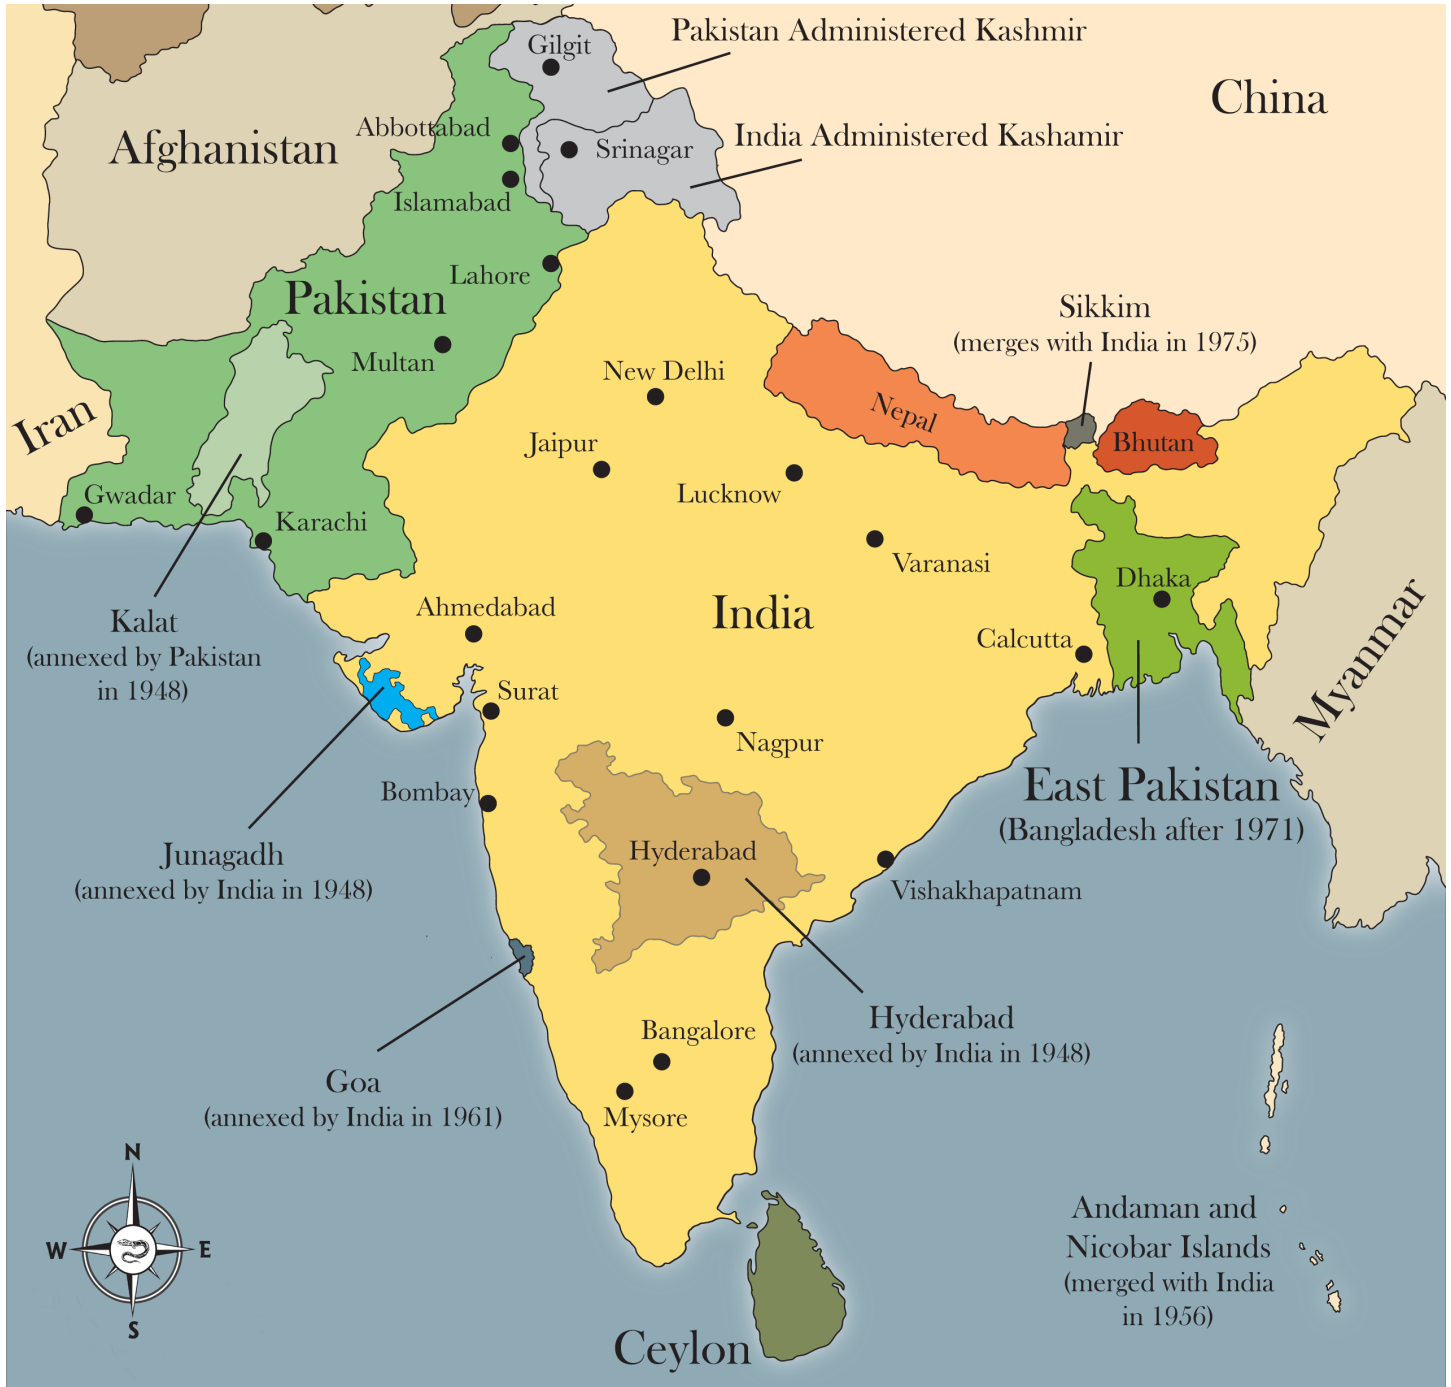 Pakistan Administered Kashmir
Gilgit
China
Abbottabad
India Administered Kashamir
Afghanistan
Srinagar
Islamabad
Lahore
Pakistan
Sikkim
(merges with India in 1975)
Multan
New Delhi
Nepal
Iran
Jaipur
Bhutan
Lucknow
Gwadar
Karachi
Varanasi
Dhaka
Ahmedabad
India
Kalat
(annexed by Pakistan
in 1948)
Calcutta
Myanmar
Surat
Nagpur
East Pakistan
(Bangladesh after 1971)
Bombay
Junagadh
(annexed by India in 1948)
Hyderabad
Vishakhapatnam
Hyderabad
(annexed by India in 1948)
Bangalore
Goa
(annexed by India in 1961)
Mysore
N
W
E
S
Andaman and
Nicobar Islands
(merged with India
in 1956)
Ceylon